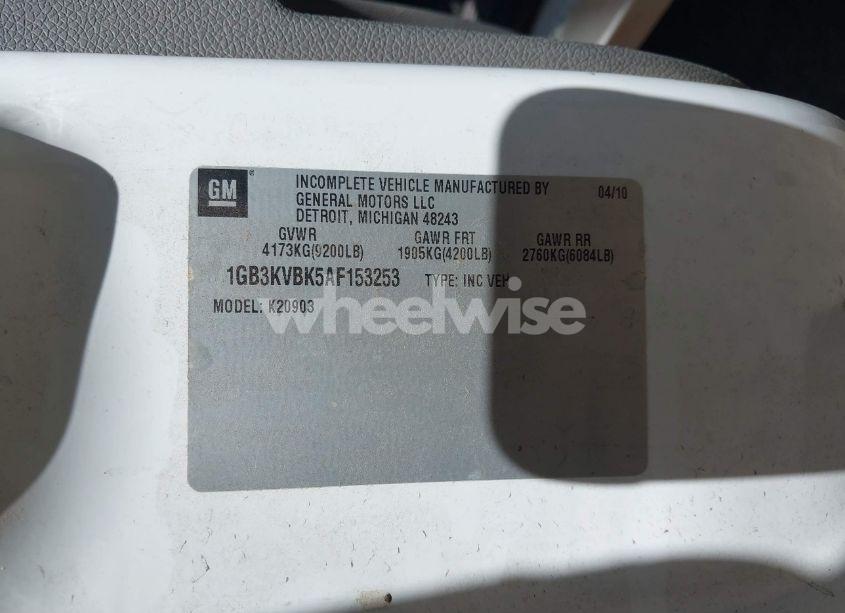 GM
INCOMPLETE VEHICLE MANUFACTURED BY 04/10
GENERAL MOTORS LLC
DETROIT, MICHIGAN 48243
GVWR GAWR FRT GAWR RR
4173KG(9200LB) 1905KG(4200LB) 2760KG(6084LB)
1GB3KVBK5AF153253 TYPE: INC VEH
MODEL: K20903
wheelwise